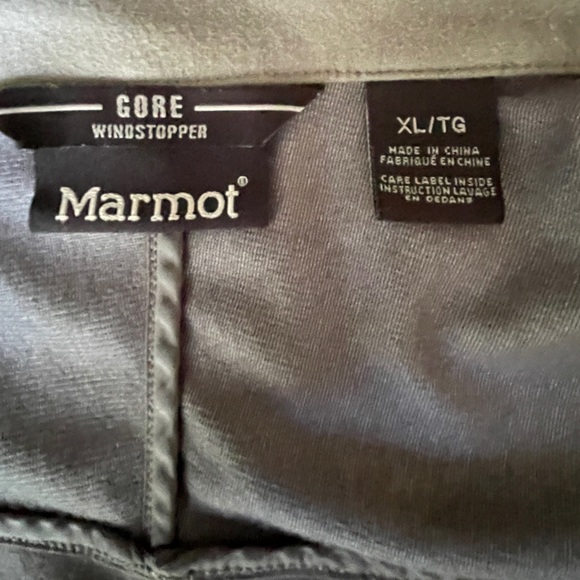 GORE
WINDSTOPPER
Marmot®
XL/TG
MADE IN CHINA
FABRIQUÉ EN CHINE
CARE LABEL INSIDE
INSTRUCTION LAVAGE
EN DEDANS